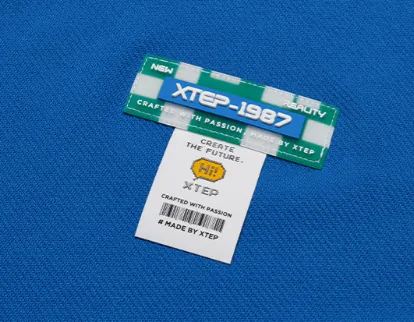 NEW
XTEP-1987
REALITY
CRAFTED WITH PASSION MADE BY XTEP
CREATE
THE FUTURE.
Hi!
XTEP
CRAFTED WITH PASSION
# MADE BY XTEP